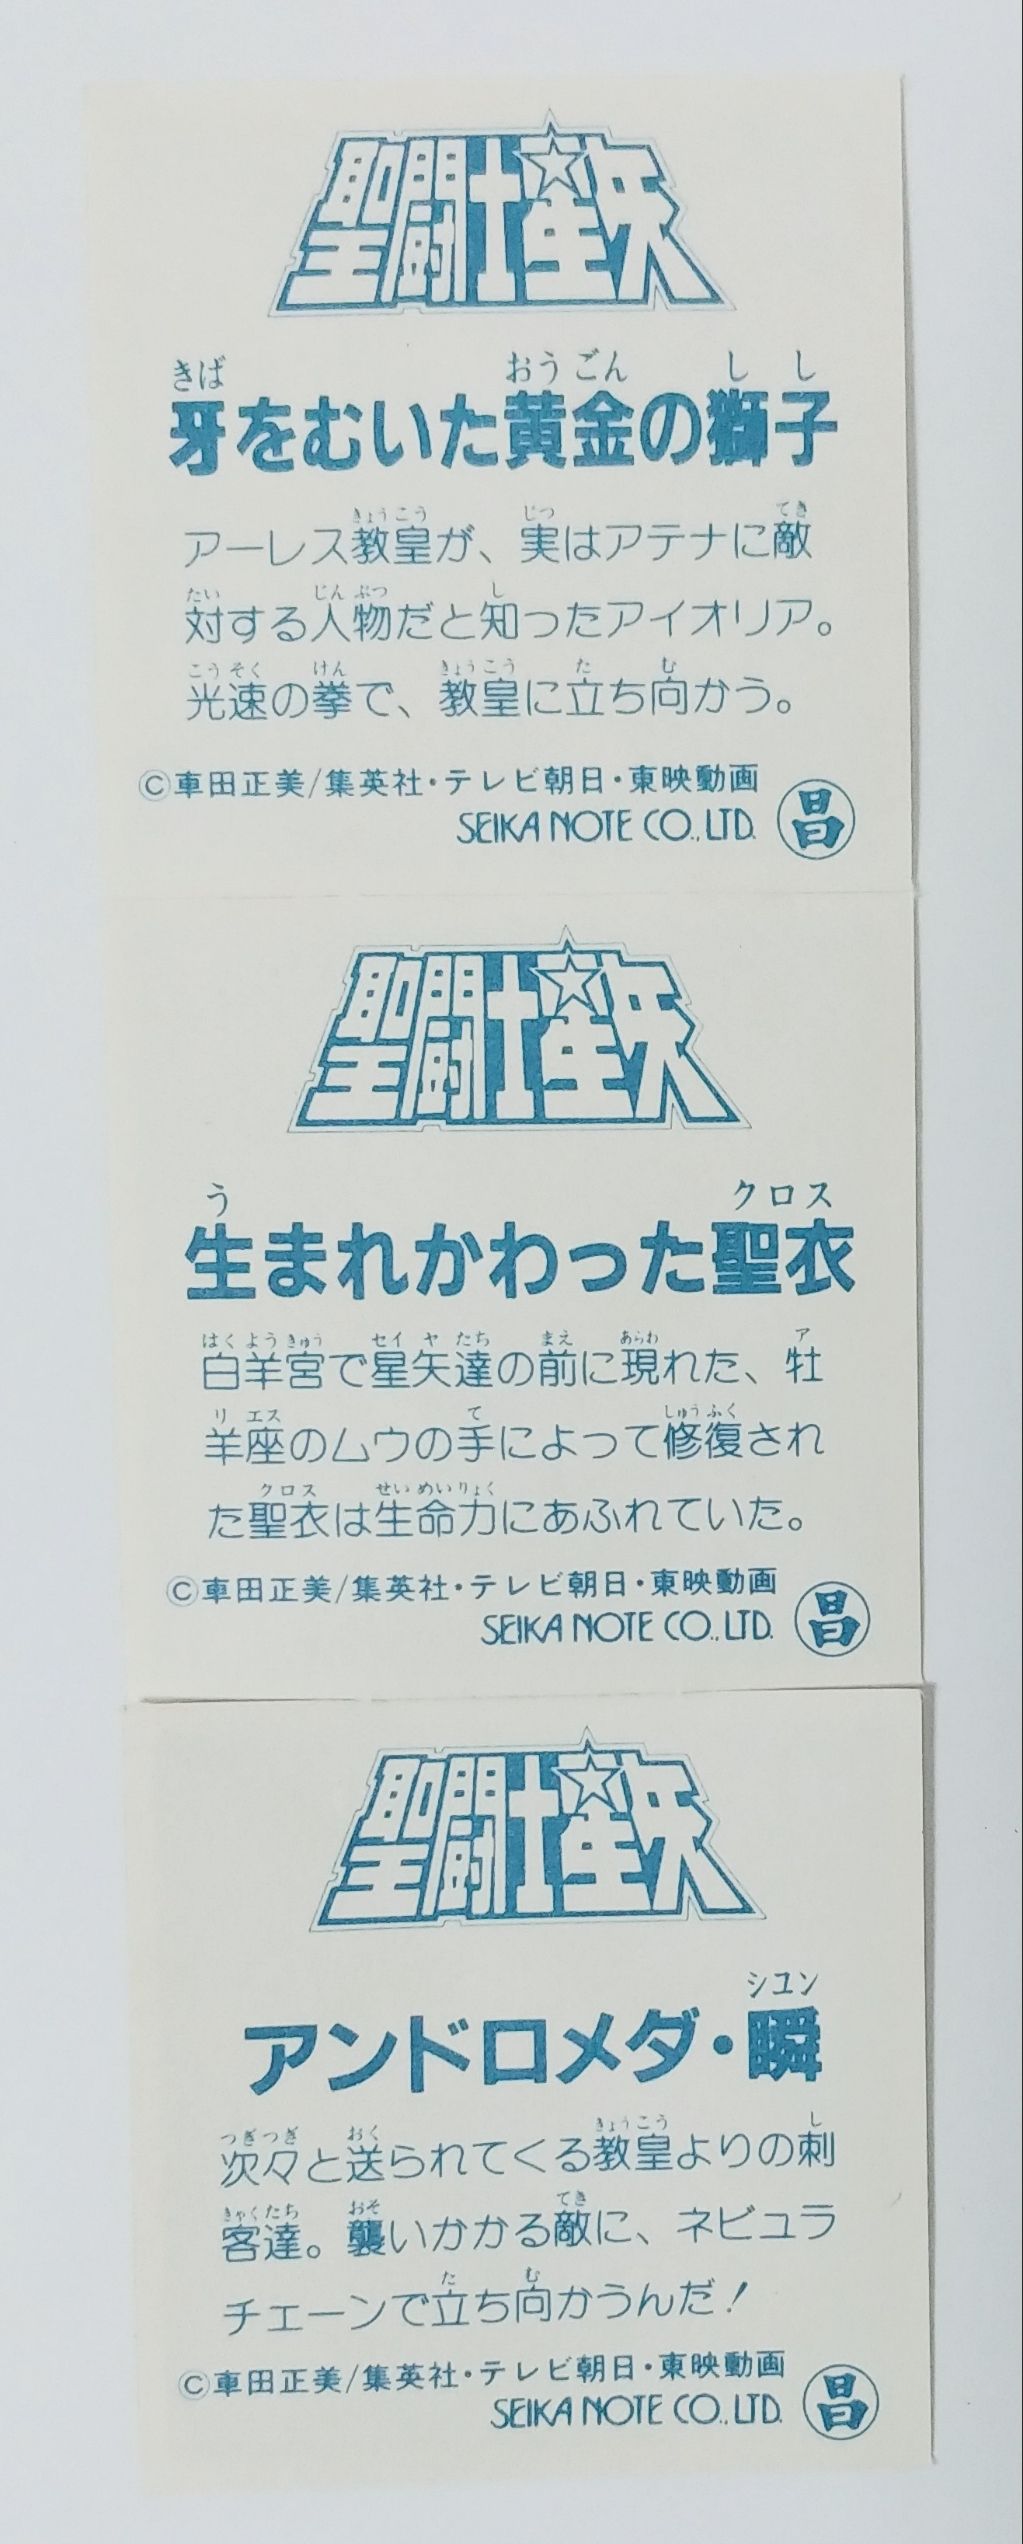 聖闘士星矢
きば おうごん しし
牙をむいた黄金の獅子
きょうこう じつ てき
アーレス教皇が、実はアテナに敵
たい じんぶつ し
対する人物だと知ったアイオリア。
こうそく けん きょうこう た む
光速の拳で、教皇に立ち向かう。
©車田正美/集英社・テレビ朝日・東映動画
SEIKA NOTE CO.,LTD. 昌
聖闘士星矢
う クロス
生まれかわった聖衣
はくようきゅう セイヤたち まえ あらわ ア
白羊宮で星矢達の前に現れた、牡
リエス て しゅうふく
羊座のムウの手によって修復され
クロス せいめいりょく
た聖衣は生命力にあふれていた。
©車田正美/集英社・テレビ朝日・東映動画
SEIKA NOTE CO.,LTD. 昌
聖闘士星矢
シユン
アンドロメダ・瞬
つぎつぎ おく きょうこう し
次々と送られてくる教皇よりの刺
きゃくたち おそ てき
客達。襲いかかる敵に、ネビュラ
た む
チェーンで立ち向かうんだ!
©車田正美/集英社・テレビ朝日・東映動画
SEIKA NOTE CO.,LTD. 昌